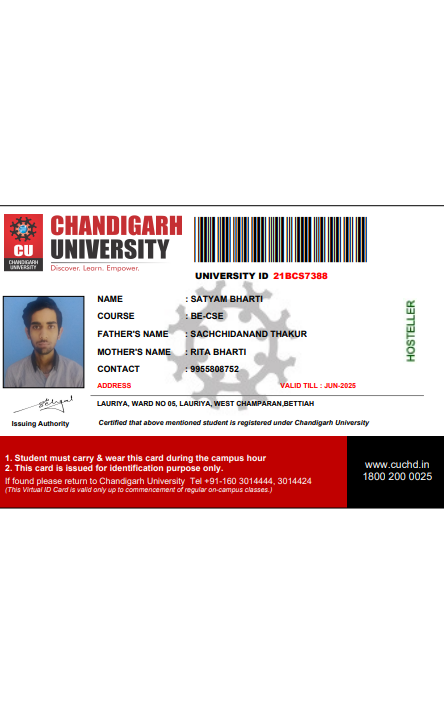 CHANDIGARH
UNIVERSITY
Discover. Learn. Empower.
CU
CHANDIGARH
UNIVERSITY
UNIVERSITY ID 21BCS7388
NAME : SATYAM BHARTI
COURSE : BE-CSE
FATHER'S NAME : SACHCHIDANAND THAKUR
MOTHER'S NAME : RITA BHARTI
CONTACT : 9955808752
ADDRESS VALID TILL : JUN-2025
LAURIYA, WARD NO 05, LAURIYA, WEST CHAMPARAN,BETTIAH
HOSTELLER
Issuing Authority
Certified that above mentioned student is registered under Chandigarh University
1. Student must carry & wear this card during the campus hour
2. This card is issued for identification purpose only.
If found please return to Chandigarh University Tel +91-160 3014444, 3014424
(This Virtual ID Card is valid only up to commencement of regular on-campus classes.)
www.cuchd.in
1800 200 0025